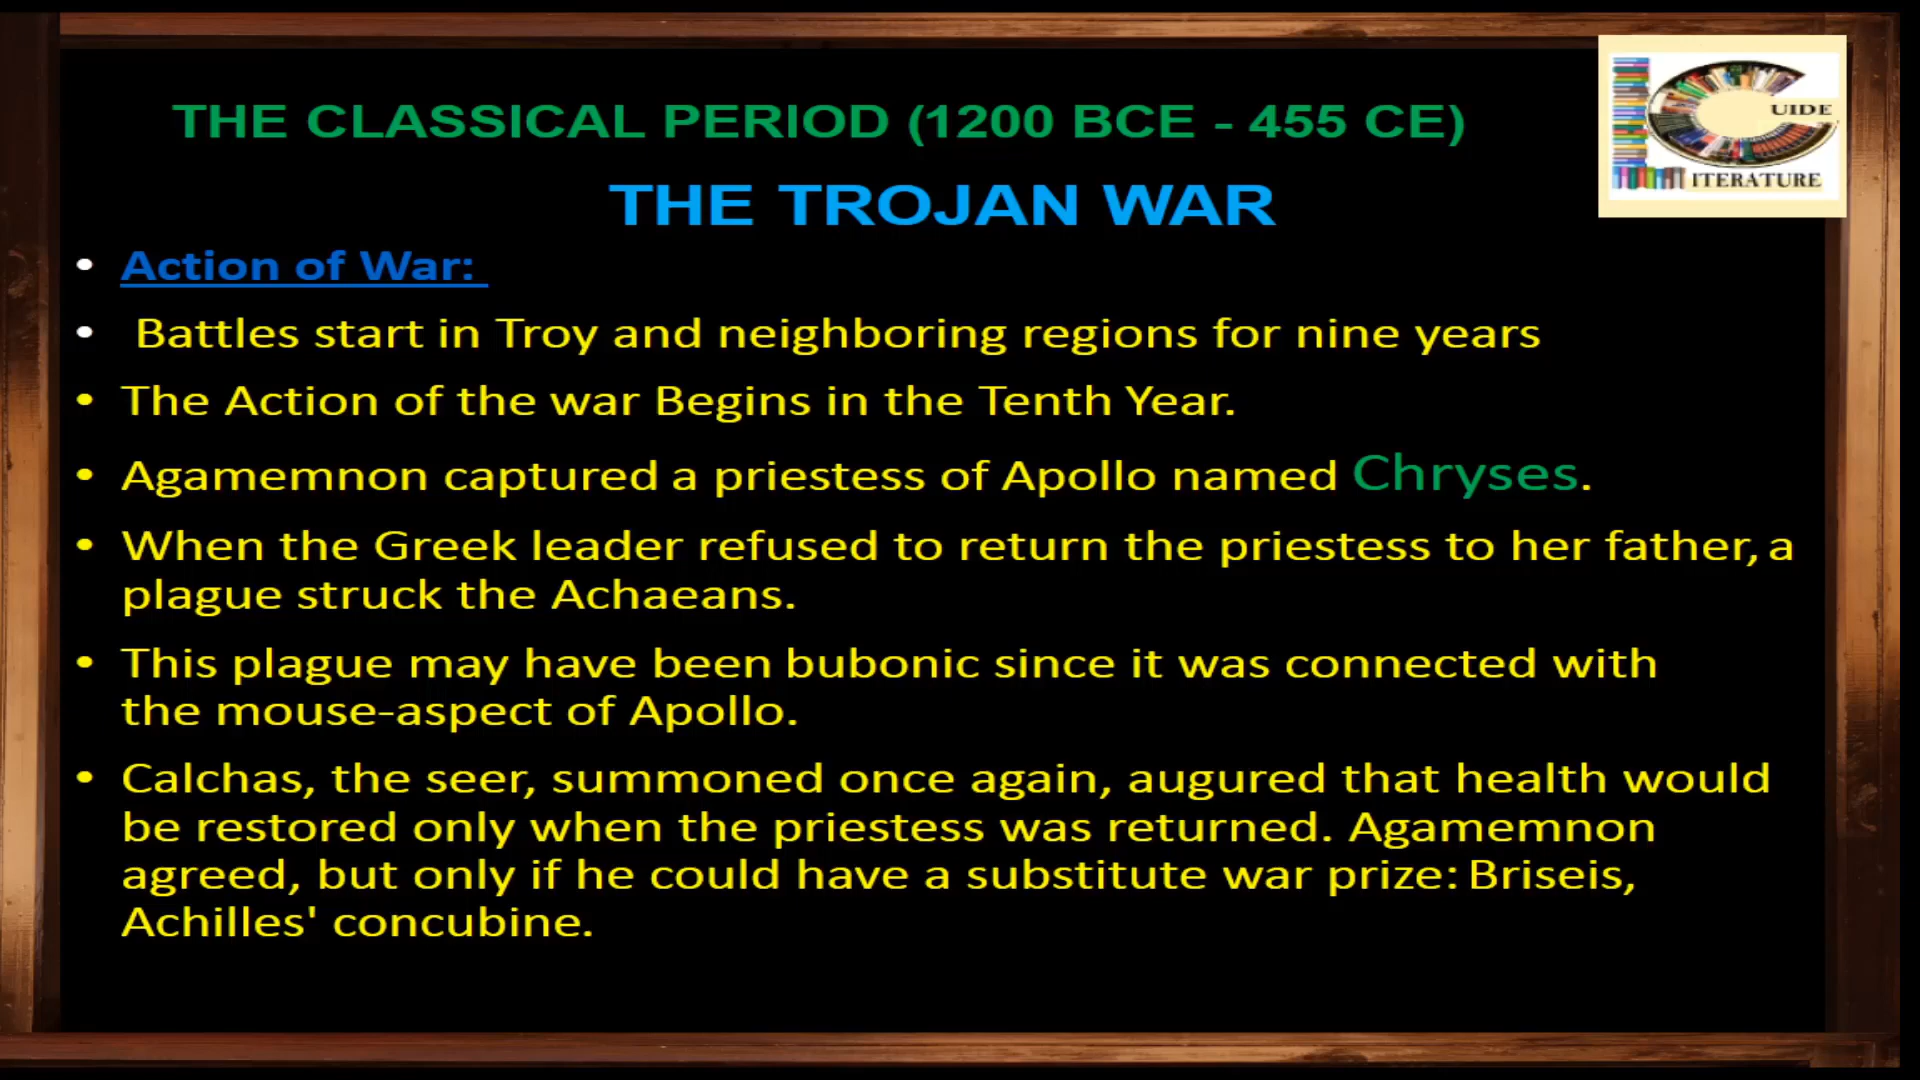 THE CLASSICAL PERIOD (1200 BCE - 455 CE)
UIDE
ITERATURE
THE TROJAN WAR
• Action of War:
• Battles start in Troy and neighboring regions for nine years
• The Action of the war Begins in the Tenth Year.
• Agamemnon captured a priestess of Apollo named Chryses.
• When the Greek leader refused to return the priestess to her father, a
plague struck the Achaeans.
• This plague may have been bubonic since it was connected with
the mouse-aspect of Apollo.
• Calchas, the seer, summoned once again, augured that health would
be restored only when the priestess was returned. Agamemnon
agreed, but only if he could have a substitute war prize: Briseis,
Achilles' concubine.